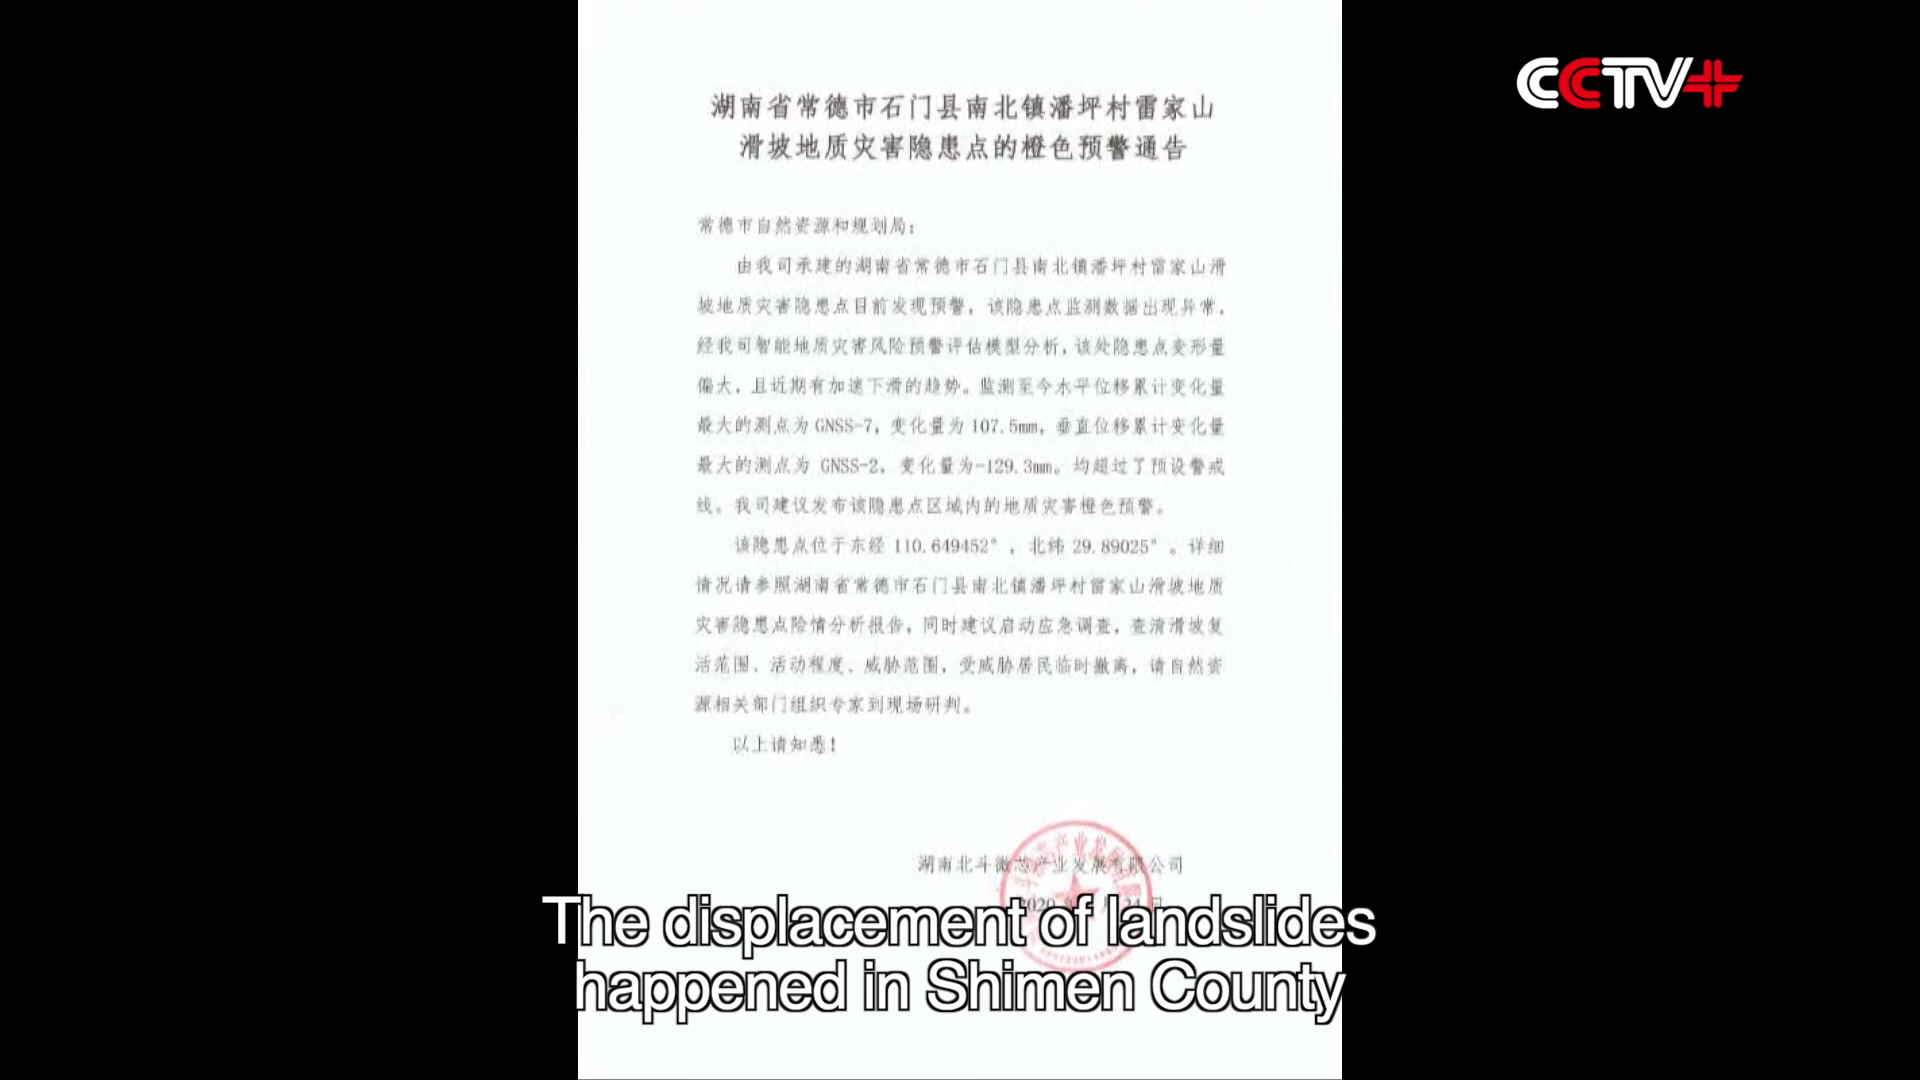 CCTV+
湖南省常德市石门县南北镇潘坪村雷家山
滑坡地质灾害隐患点的橙色预警通告
常德市自然资源和规划局：
由我司承建的湖南省常德市石门县南北镇潘坪村雷家山滑
坡地质灾害隐患点目前发现预警，该隐患点监测数据出现异常，
经我司智能地质灾害风险预警评估模型分析，该处隐患点变形量
偏大，且近期有加速下滑的趋势。监测至今水平位移累计变化量
最大的测点为 GNSS-7，变化量为 107.5mm，垂直位移累计变化量
最大的测点为 GNSS-2，变化量为-129.3mm。均超过了预设警戒
线。我司建议发布该隐患点区域内的地质灾害橙色预警。
该隐患点位于东经 110.649452°，北纬 29.89025°。详细
情况请参照湖南省常德市石门县南北镇潘坪村雷家山滑坡地质
灾害隐患点险情分析报告，同时建议启动应急调查，查清滑坡复
活范围、活动程度、威胁范围，受威胁居民临时撤离，请自然资
源相关部门组织专家到现场研判。
以上请知悉！
湖南北斗微芯产业发展有限公司
The displacement of landslides
happened in Shimen County